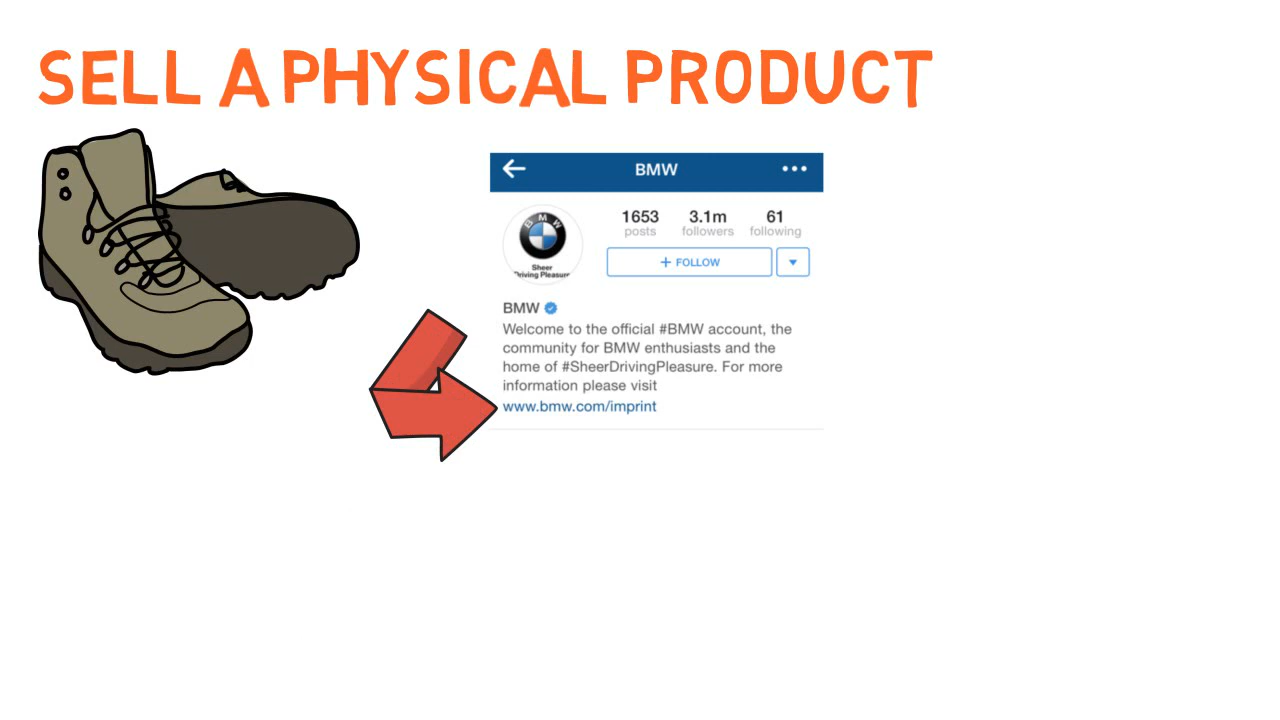 SELL A PHYSICAL PRODUCT
BMW
1653 3.1m 61
posts followers following
+ FOLLOW
BMW
Sheer
Driving Pleasure
BMW
Welcome to the official #BMW account, the
community for BMW enthusiasts and the
home of #SheerDrivingPleasure. For more
information please visit
www.bmw.com/imprint